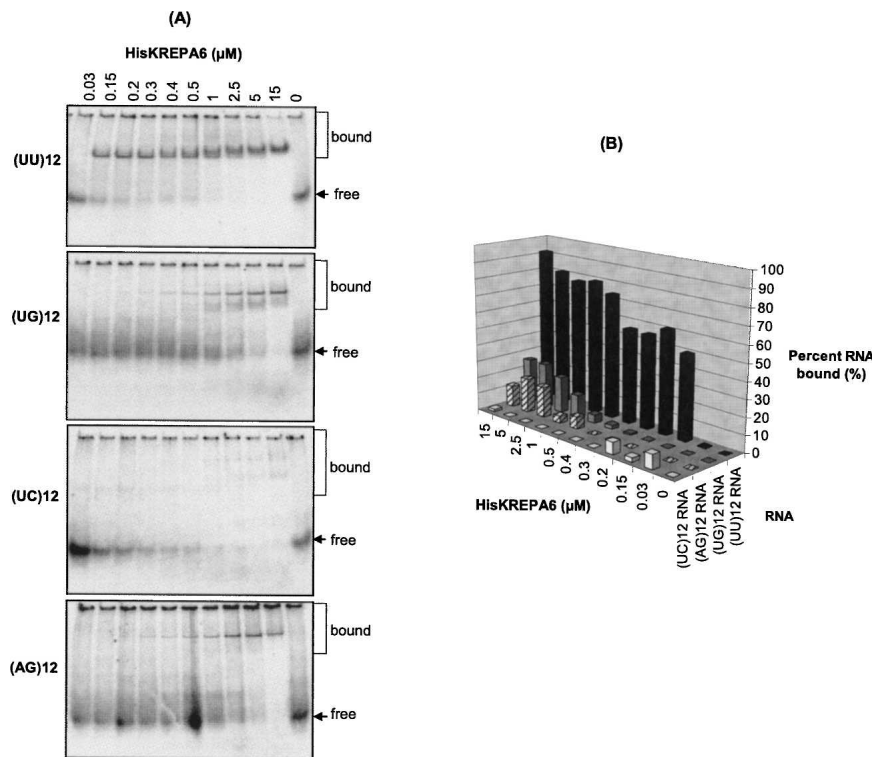 (A)
HisKREPA6 (µM)
0.03 0.15 0.2 0.3 0.4 0.5 1 2.5 5 15 0
(UU)12
bound
free
(UG)12
bound
free
(UC)12
bound
free
(AG)12
bound
free
(B)
100
90
80
70
60
50
40
30
20
10
0
Percent RNA
bound (%)
15 5 2.5 1 0.5 0.4 0.3 0.2 0.15 0.03 0
HisKREPA6 (µM)
(UC)12 RNA
(AG)12 RNA
(UG)12 RNA
(UU)12 RNA
RNA